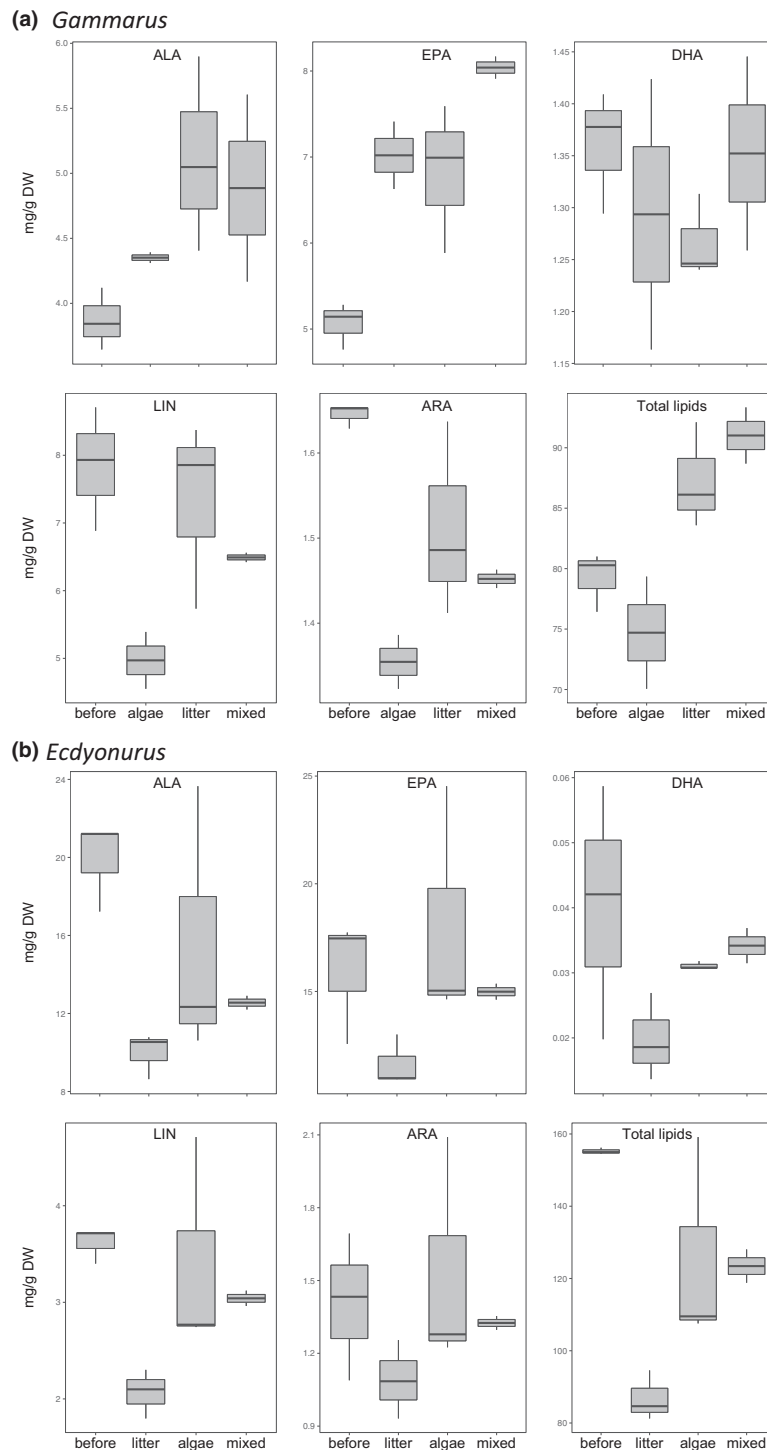 (a) Gammarus
ALA EPA DHA
mg/g DW
6.0 5.5 5.0 4.5 4.0
8 7 6 5
1.45 1.40 1.35 1.30 1.25 1.20 1.15
LIN ARA Total lipids
mg/g DW
8 7 6 5
1.6 1.5 1.4
90 85 80 75 70
before algae litter mixed before algae litter mixed before algae litter mixed
(b) Ecdyonurus
ALA EPA DHA
mg/g DW
24 20 16 12 8
25 20 15
0.06 0.05 0.04 0.03 0.02
LIN ARA Total lipids
mg/g DW
4 3 2
2.1 1.8 1.5 1.2 0.9
160 140 120 100 80
before litter algae mixed before litter algae mixed before litter algae mixed